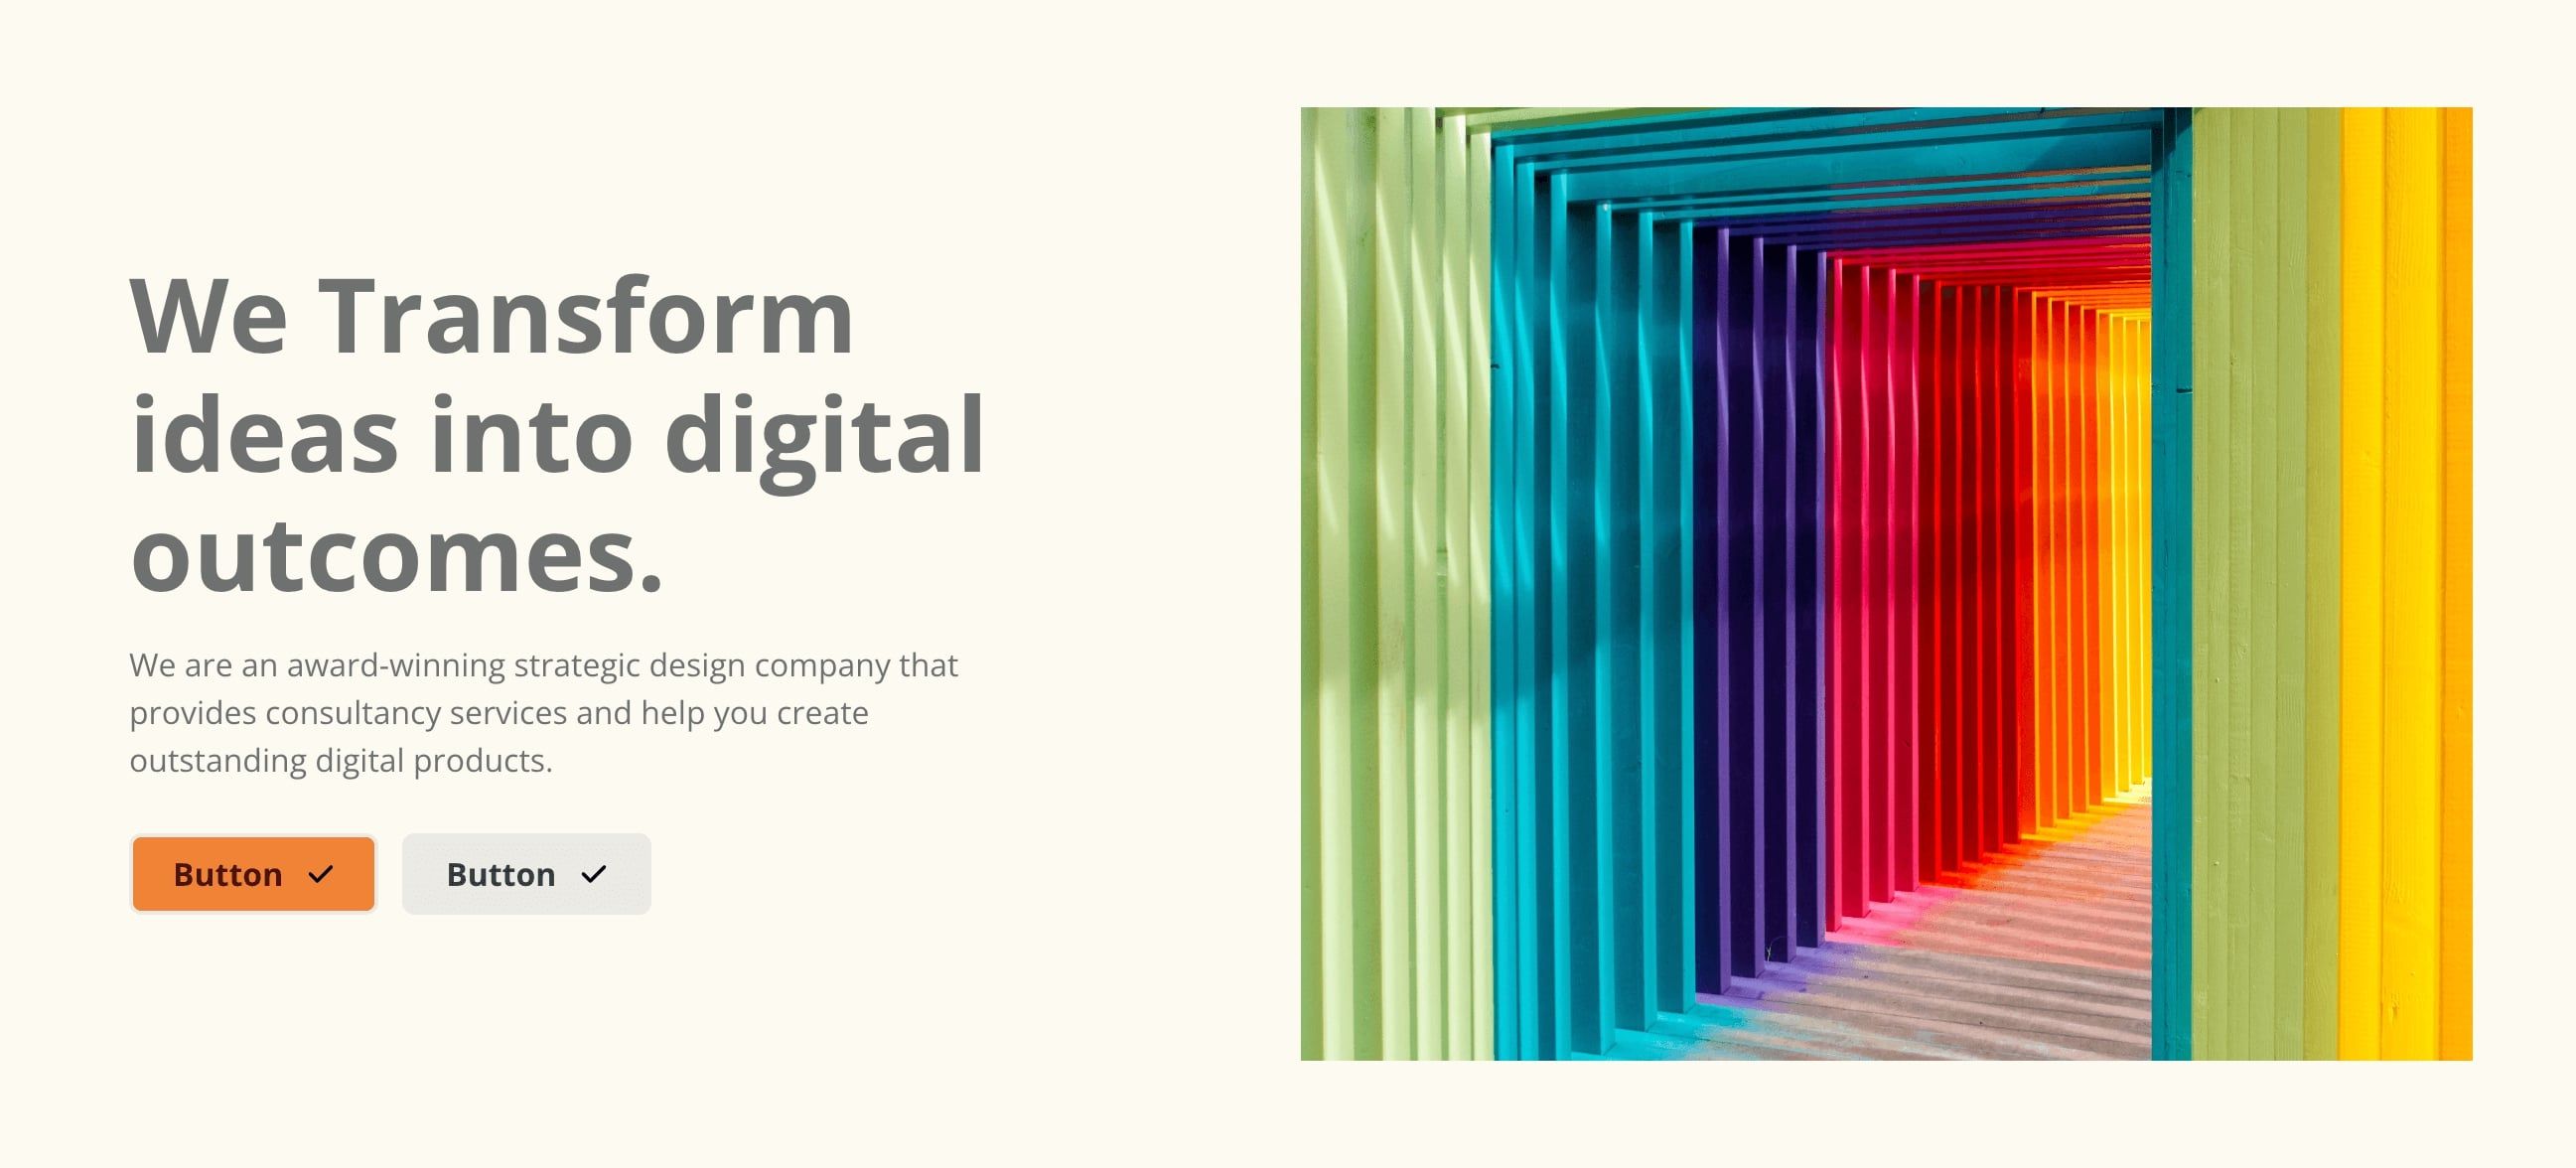 We Transform
ideas into digital
outcomes.
We are an award-winning strategic design company that
provides consultancy services and help you create
outstanding digital products.
Button
Button